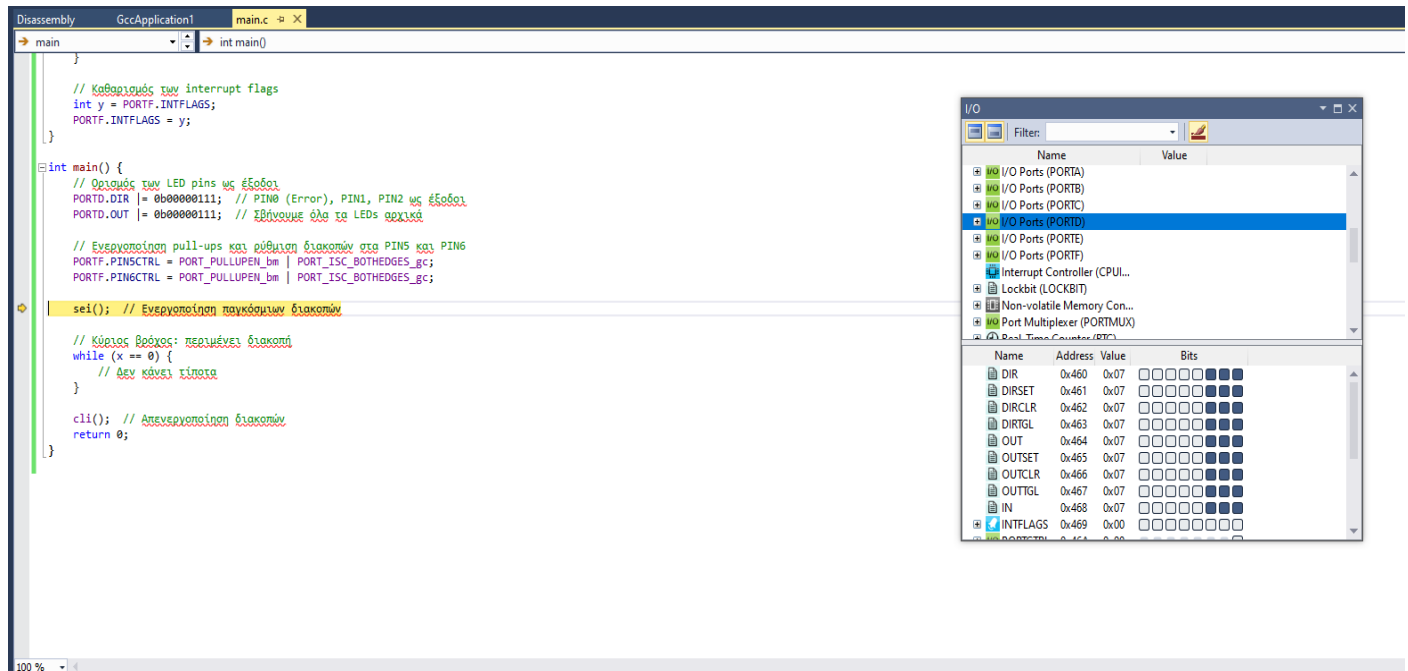 Disassembly GccApplication1 main.c
main int main()
}
// Καθαρισμός των interrupt flags
int y = PORTF.INTFLAGS;
PORTF.INTFLAGS = y;
}
int main() {
// Ορισμός των LED pins ως έξοδοι
PORTD.DIR |= 0b00000111; // PIN0 (Error), PIN1, PIN2 ως έξοδοι
PORTD.OUT |= 0b00000111; // Σβήνουμε όλα τα LEDs αρχικά
// Ενεργοποίηση pull-ups και ρύθμιση διακοπών στα PIN5 και PIN6
PORTF.PIN5CTRL = PORT_PULLUPEN_bm | PORT_ISC_BOTHEDGES_gc;
PORTF.PIN6CTRL = PORT_PULLUPEN_bm | PORT_ISC_BOTHEDGES_gc;
sei(); // Ενεργοποίηση παγκόσμιων διακοπών
// Κύριος βρόχος: περιμένει διακοπή
while (x == 0) {
// Δεν κάνει τίποτα
}
cli(); // Απενεργοποίηση διακοπών
return 0;
}
100 %
I/O
Filter:
Name Value
I/O I/O Ports (PORTA)
I/O I/O Ports (PORTB)
I/O I/O Ports (PORTC)
I/O I/O Ports (PORTD)
I/O I/O Ports (PORTE)
I/O I/O Ports (PORTF)
Interrupt Controller (CPUI...
Lockbit (LOCKBIT)
Non-volatile Memory Con...
I/O Port Multiplexer (PORTMUX)
Real Time Counter (RTC)
Name Address Value Bits
DIR 0x460 0x07
DIRSET 0x461 0x07
DIRCLR 0x462 0x07
DIRTGL 0x463 0x07
OUT 0x464 0x07
OUTSET 0x465 0x07
OUTCLR 0x466 0x07
OUTTGL 0x467 0x07
IN 0x468 0x07
INTFLAGS 0x469 0x00